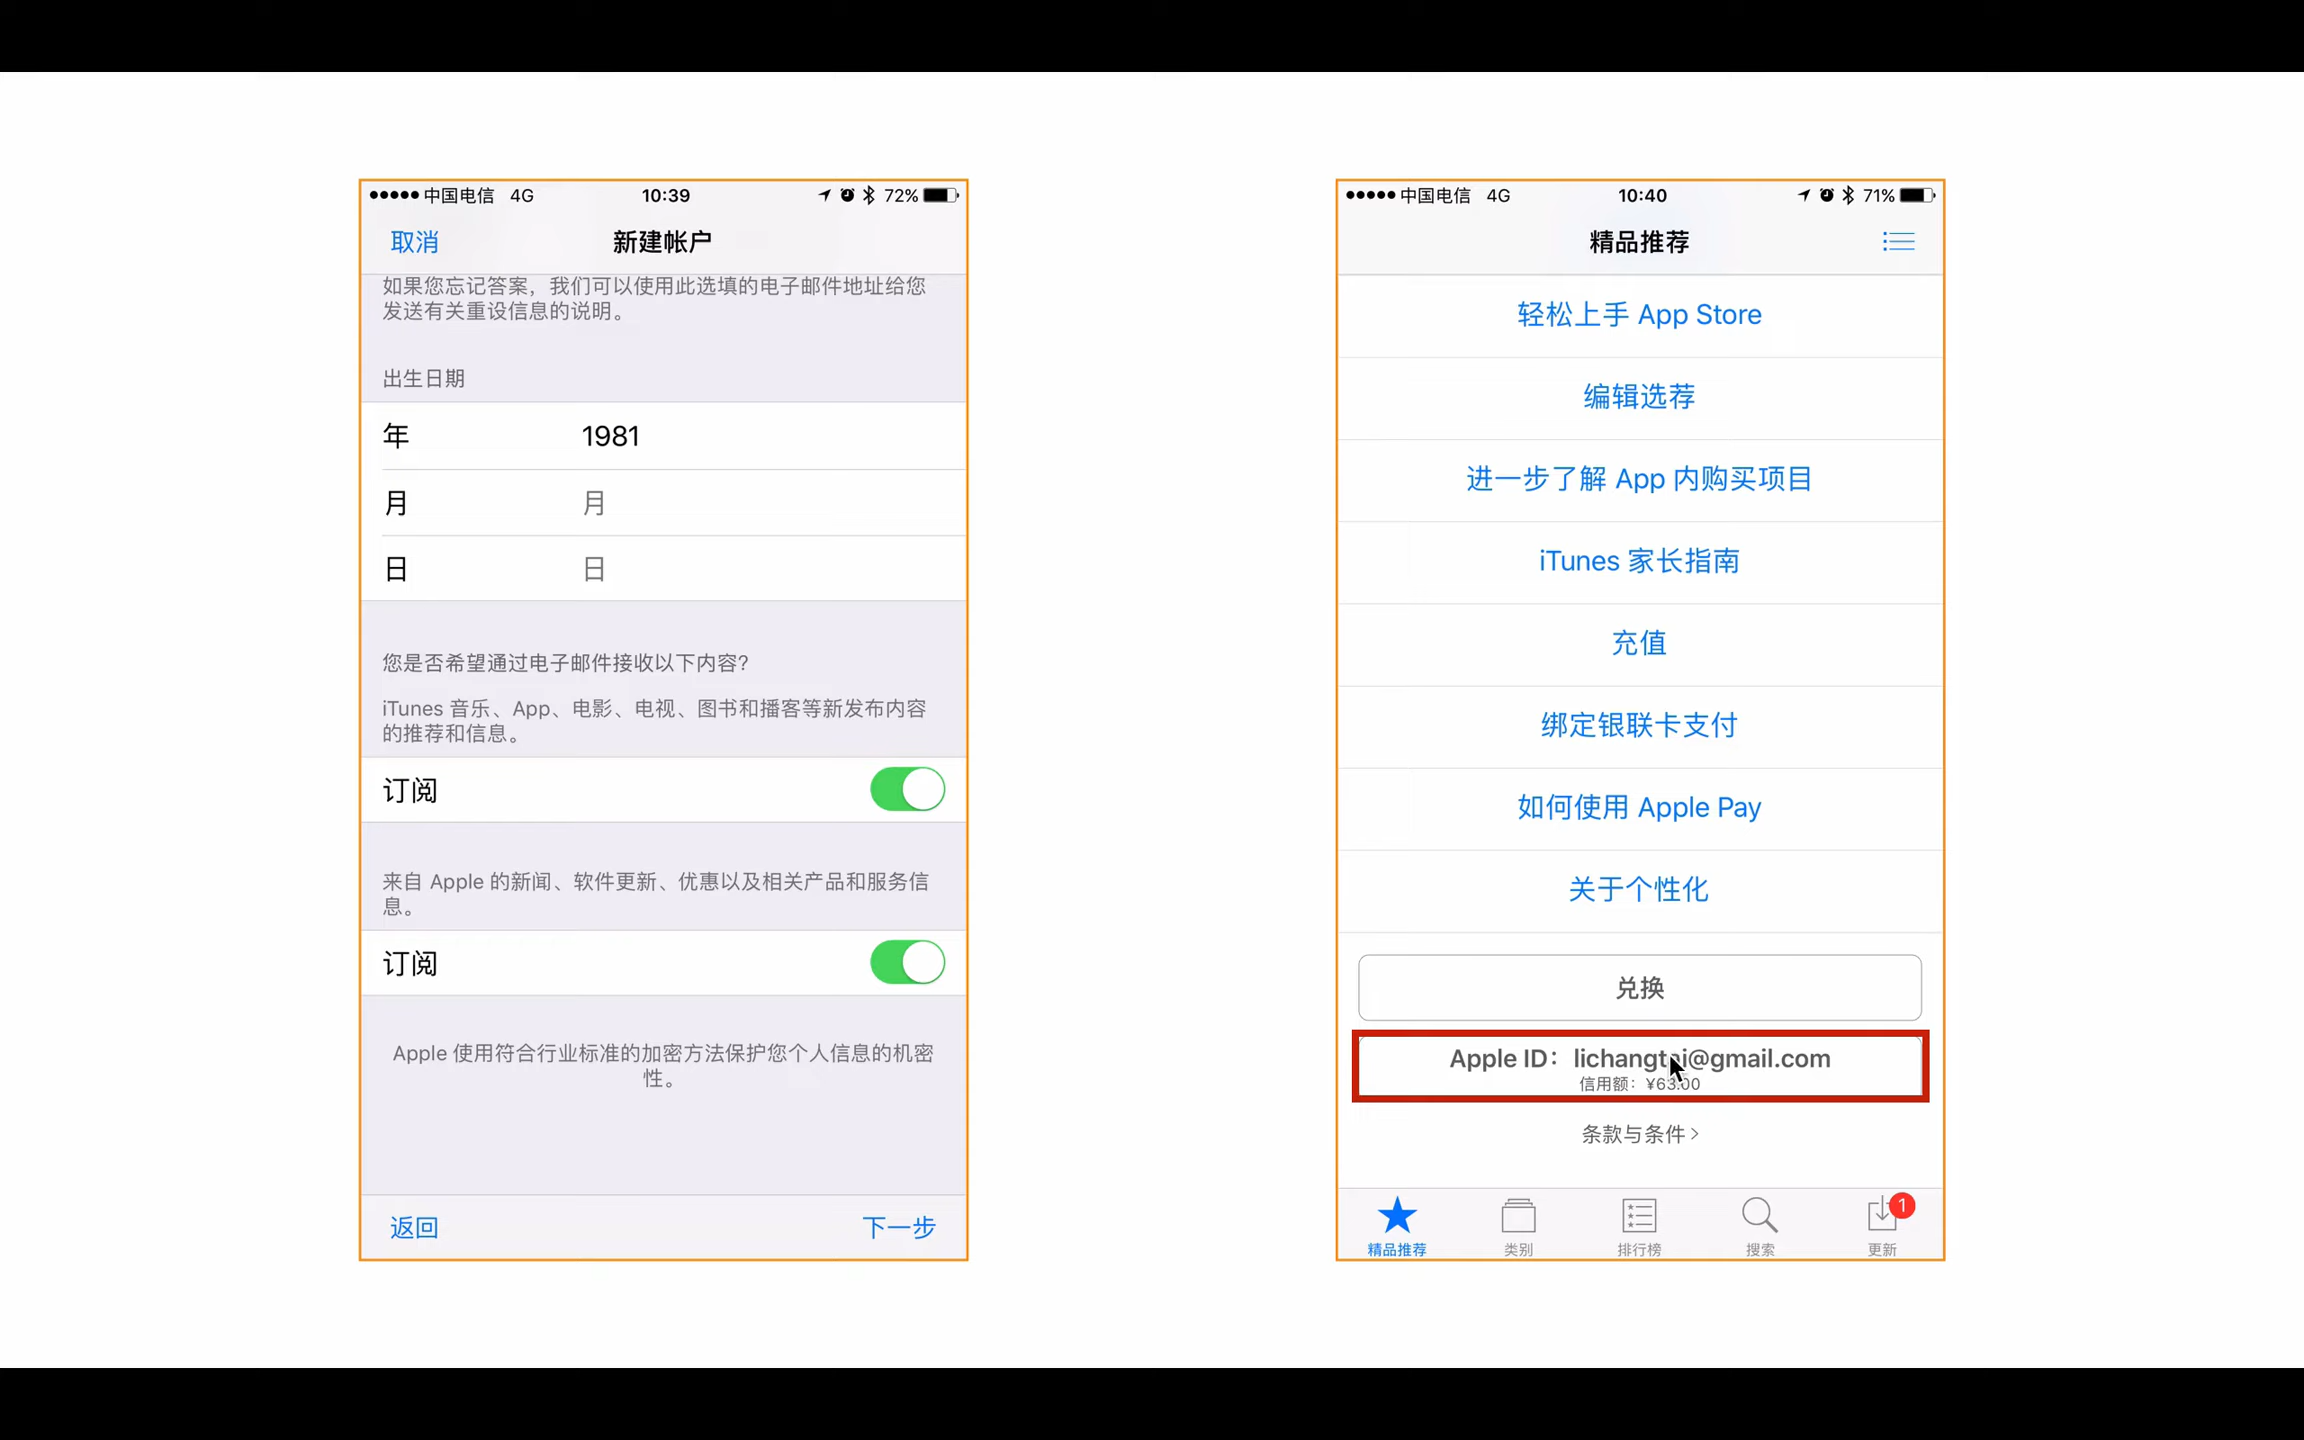 中国电信 4G 10:39 72%
取消 新建帐户
如果您忘记答案，我们可以使用此选填的电子邮件地址给您
发送有关重设信息的说明。
出生日期
年 1981
月 月
日 日
您是否希望通过电子邮件接收以下内容？
iTunes 音乐、App、电影、电视、图书和播客等新发布内容
的推荐和信息。
订阅
来自 Apple 的新闻、软件更新、优惠以及相关产品和服务信
息。
订阅
Apple 使用符合行业标准的加密方法保护您个人信息的机密
性。
返回 下一步
中国电信 4G 10:40 71%
精品推荐
轻松上手 App Store
编辑选荐
进一步了解 App 内购买项目
iTunes 家长指南
充值
绑定银联卡支付
如何使用 Apple Pay
关于个性化
兑换
Apple ID：lichangtai@gmail.com
信用额：¥63.00
条款与条件 >
1
精品推荐 类别 排行榜 搜索 更新